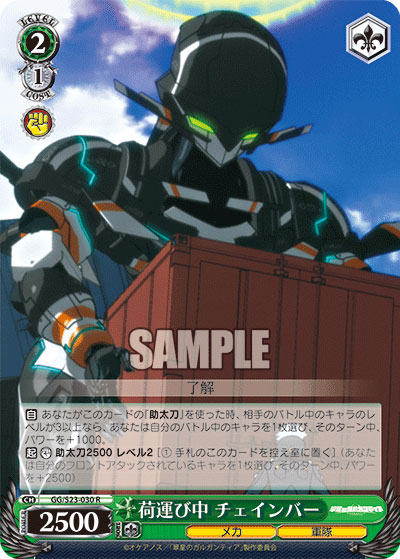 LEVEL
2
1
COST
SAMPLE
了解
自 あなたがこのカードの「助太刀」を使った時、相手のバトル中のキャラのレ
ベルが3以上なら、あなたは自分のバトル中のキャラを1枚選び、そのターン中、
パワーを+1000。
起 助太刀2500 レベル2 [① 手札のこのカードを控え室に置く] (あなた
は自分のフロントアタックされているキャラを1枚選び、そのターン中、パワー
を+2500)
CH GG/S23-030 R
POWER
2500
荷運び中 チェインバー
メカ 軍隊
©オケアノス/「翠星のガルガンティア」製作委員会